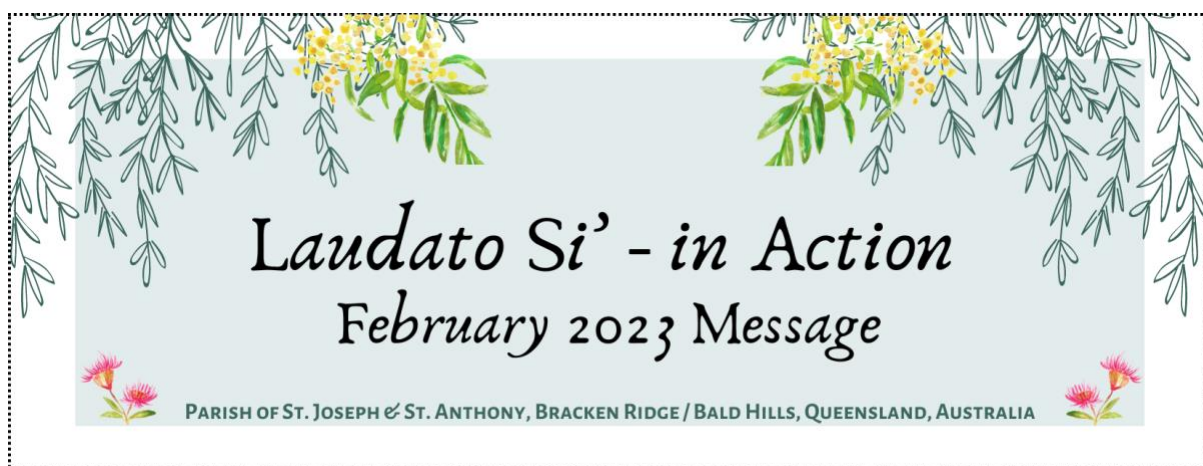 Laudato Si’ - in Action
February 2023 Message
PARISH OF ST. JOSEPH & ST. ANTHONY, BRACKEN RIDGE / BALD HILLS, QUEENSLAND, AUSTRALIA